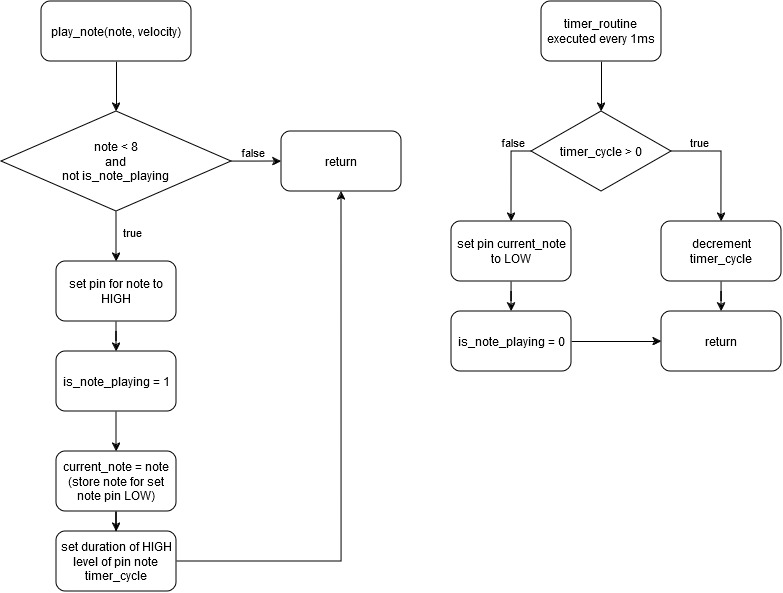 play_note(note, velocity)
note < 8
and
not is_note_playing
false
return
true
set pin for note to
HIGH
is_note_playing = 1
current_note = note
(store note for set
note pin LOW)
set duration of HIGH
level of pin note
timer_cycle
timer_routine
executed every 1ms
timer_cycle > 0
false
true
set pin current_note
to LOW
decrement
timer_cycle
is_note_playing = 0
return